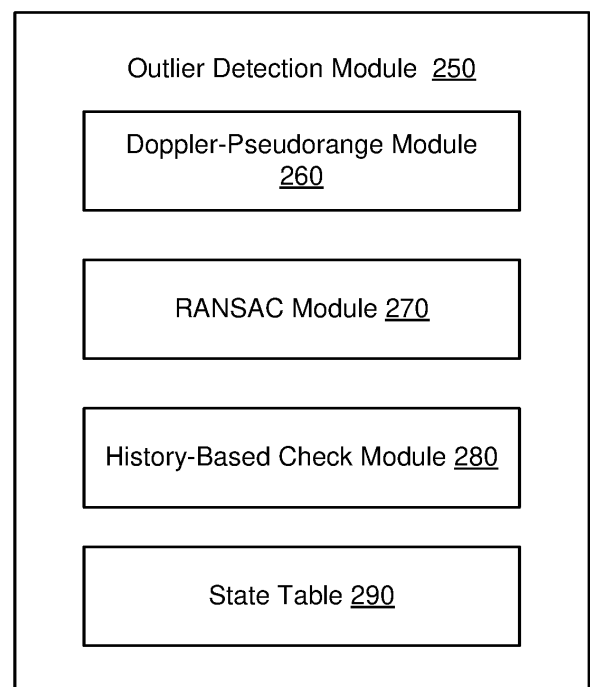 Outlier Detection Module 250
Doppler-Pseudorange Module
260
RANSAC Module 270
History-Based Check Module 280
State Table 290